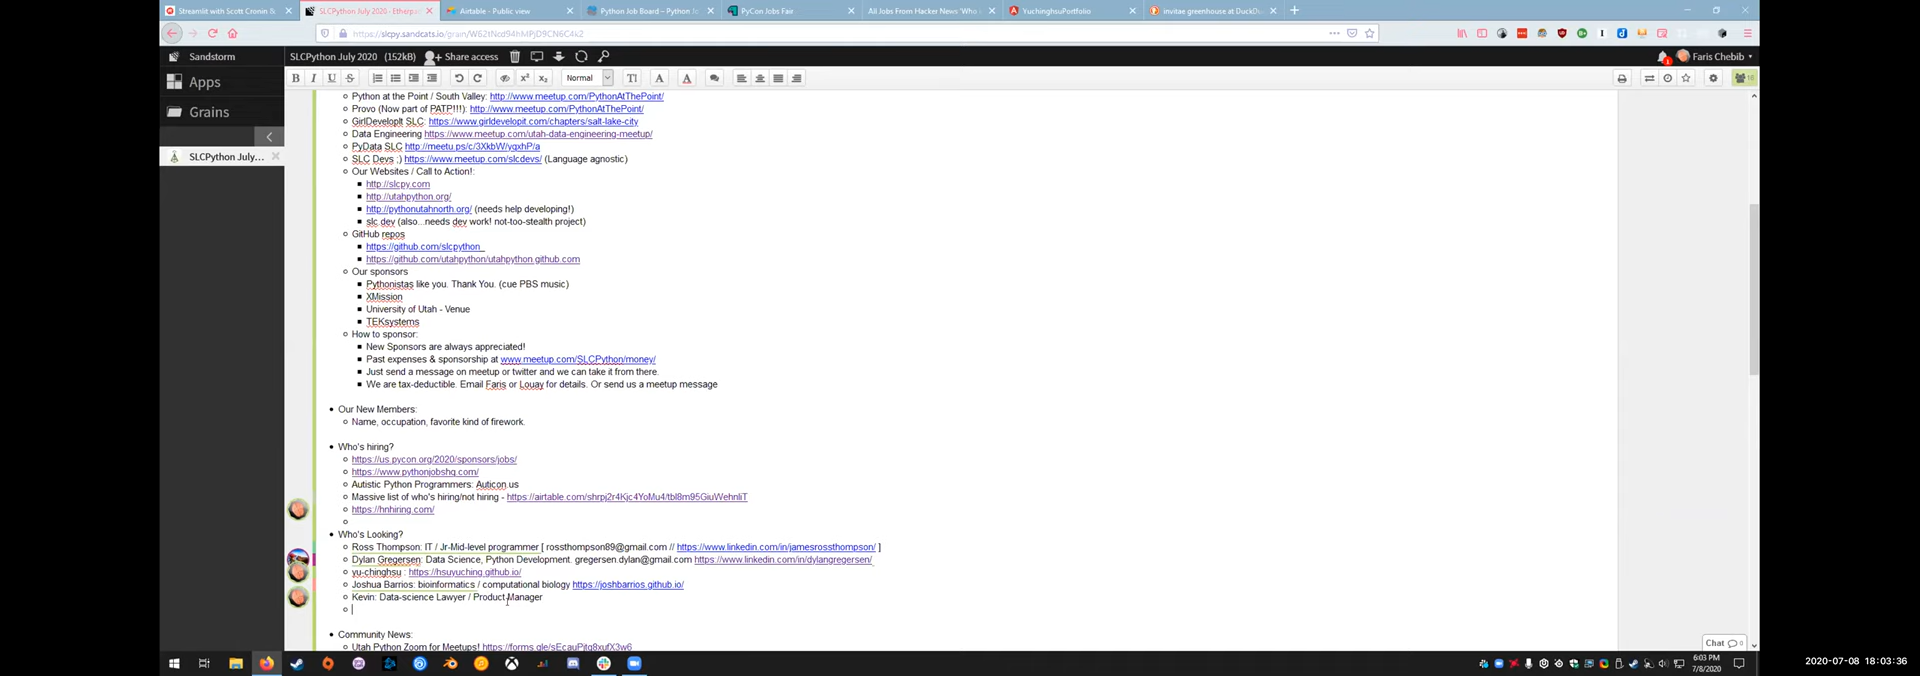 Streamlit with Scott Cronin &
SLCPython July 2020 - Etherp
Airtable - Public view
Python Job Board – Python Jo
PyCon Jobs Fair
All Jobs From Hacker News 'Who i
YuchinghsuPortfolio
invitae greenhouse at DuckDu
https://slcpy.sandcats.io/grain/W62tNcd94hMPjD9CN6C4k2
Sandstorm
SLCPython July 2020 (152kB)
Share access
Faris Chebib
Apps
Normal
Grains
SLCPython July...
Python at the Point / South Valley: http://www.meetup.com/PythonAtThePoint/
Provo (Now part of PATP!!!): http://www.meetup.com/PythonAtThePoint/
GirlDevelopIt SLC: https://www.girldevelopit.com/chapters/salt-lake-city
Data Engineering https://www.meetup.com/utah-data-engineering-meetup/
PyData SLC http://meetu.ps/c/3XkbW/yqxhP/a
SLC Devs ;) https://www.meetup.com/slcdevs/ (Language agnostic)
Our Websites / Call to Action!:
http://slcpy.com
http://utahpython.org/
http://pythonutahnorth.org/ (needs help developing!)
slc.dev (also...needs dev work! not-too-stealth project)
GitHub repos
https://github.com/slcpython
https://github.com/utahpython/utahpython.github.com
Our sponsors
Pythonistas like you. Thank You. (cue PBS music)
XMission
University of Utah - Venue
TEKsystems
How to sponsor:
New Sponsors are always appreciated!
Past expenses & sponsorship at www.meetup.com/SLCPython/money/
Just send a message on meetup or twitter and we can take it from there.
We are tax-deductible. Email Faris or Louay for details. Or send us a meetup message
Our New Members:
Name, occupation, favorite kind of firework.
Who's hiring?
https://us.pycon.org/2020/sponsors/jobs/
https://www.pythonjobshq.com/
Autistic Python Programmers: Auticon.us
Massive list of who's hiring/not hiring - https://airtable.com/shrpj2r4Kjc4YoMu4/tbl8m95GiuWehnliT
https://hnhiring.com/
Who's Looking?
Ross Thompson: IT / Jr-Mid-level programmer [ rossthompson89@gmail.com // https://www.linkedin.com/in/jamesrossthompson/ ]
Dylan Gregersen: Data Science, Python Development. gregersen.dylan@gmail.com https://www.linkedin.com/in/dylangregersen/
yu-chinghsu : https://hsuyuching.github.io/
Joshua Barrios: bioinformatics / computational biology https://joshbarrios.github.io/
Kevin: Data-science Lawyer / Product Manager
Community News:
Utah Python Zoom for Meetups! https://forms.gle/sEcauPjtg8xufX3w6
Chat 0
6:03 PM
7/8/2020
2020-07-08 18:03:36